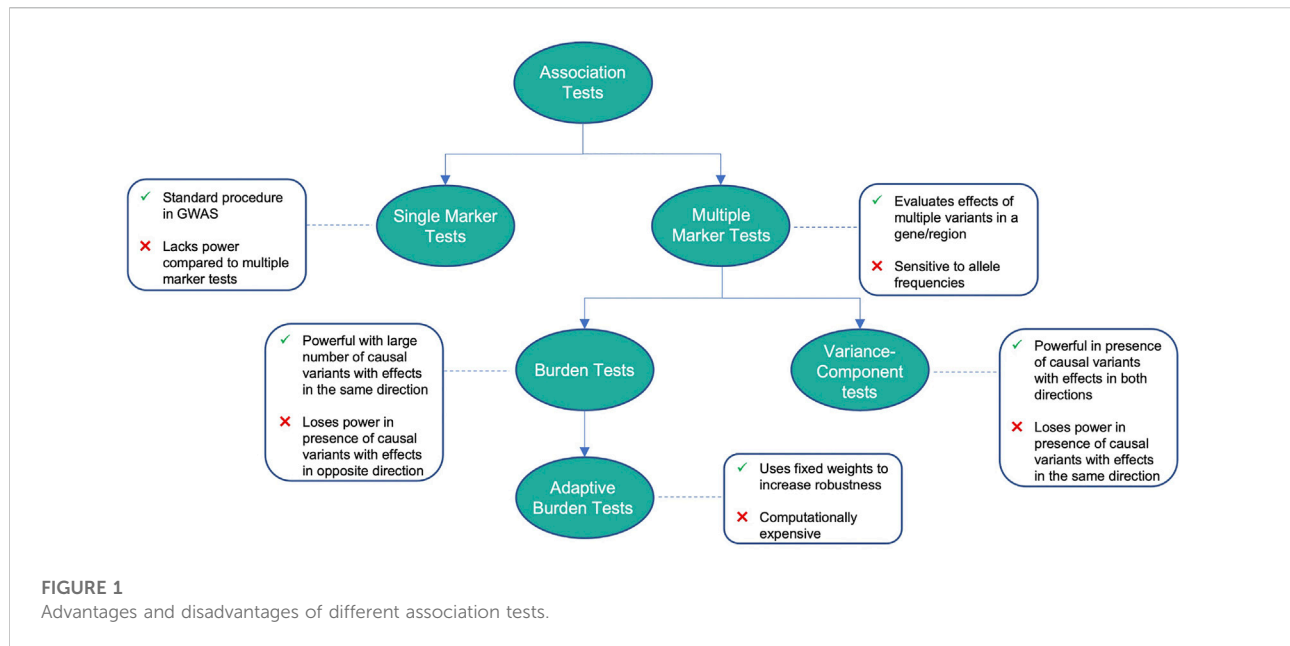 Association
Tests
✓ Standard procedure
in GWAS
✕ Lacks power
compared to multiple
marker tests
Single Marker
Tests
Multiple
Marker Tests
✓ Evaluates effects of
multiple variants in a
gene/region
✕ Sensitive to allele
frequencies
✓ Powerful with large
number of causal
variants with effects
in the same direction
✕ Loses power in
presence of causal
variants with effects
in opposite direction
Burden Tests
Variance-
Component
tests
✓ Powerful in presence
of causal variants
with effects in both
directions
✕ Loses power in
presence of causal
variants with effects
in the same direction
Adaptive
Burden Tests
✓ Uses fixed weights to
increase robustness
✕ Computationally
expensive
FIGURE 1
Advantages and disadvantages of different association tests.